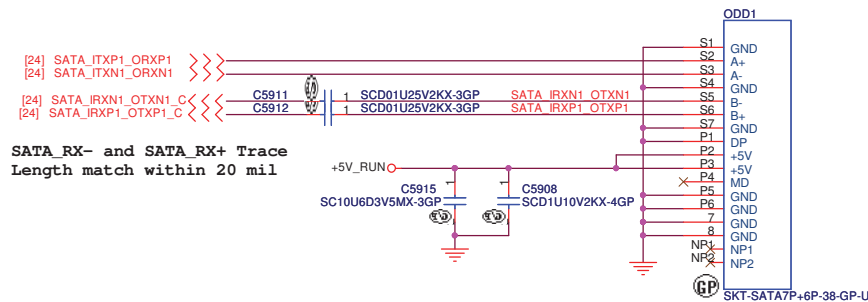 ODD1
[24] SATA_ITXP1_ORXP1
[24] SATA_ITXN1_ORXN1
[24] SATA_IRXN1_OTXN1_C C5911 1 SCD01U25V2KX-3GP SATA_IRXN1_OTXN1
[24] SATA_IRXP1_OTXP1_C C5912 1 SCD01U25V2KX-3GP SATA_IRXP1_OTXP1
SATA_RX- and SATA_RX+ Trace
Length match within 20 mil
+5V_RUN
C5915 1
SC10U6D3V5MX-3GP
C5908 1
SCD1U10V2KX-4GP
S1 GND
S2 A+
S3 A-
S4 GND
S5 B-
S6 B+
S7 GND
P1 DP
P2 +5V
P3 +5V
P4 MD
P5 GND
P6 GND
7 GND
8 GND
NP1 NP1
NP2 NP2
GP
SKT-SATA7P+6P-38-GP-U